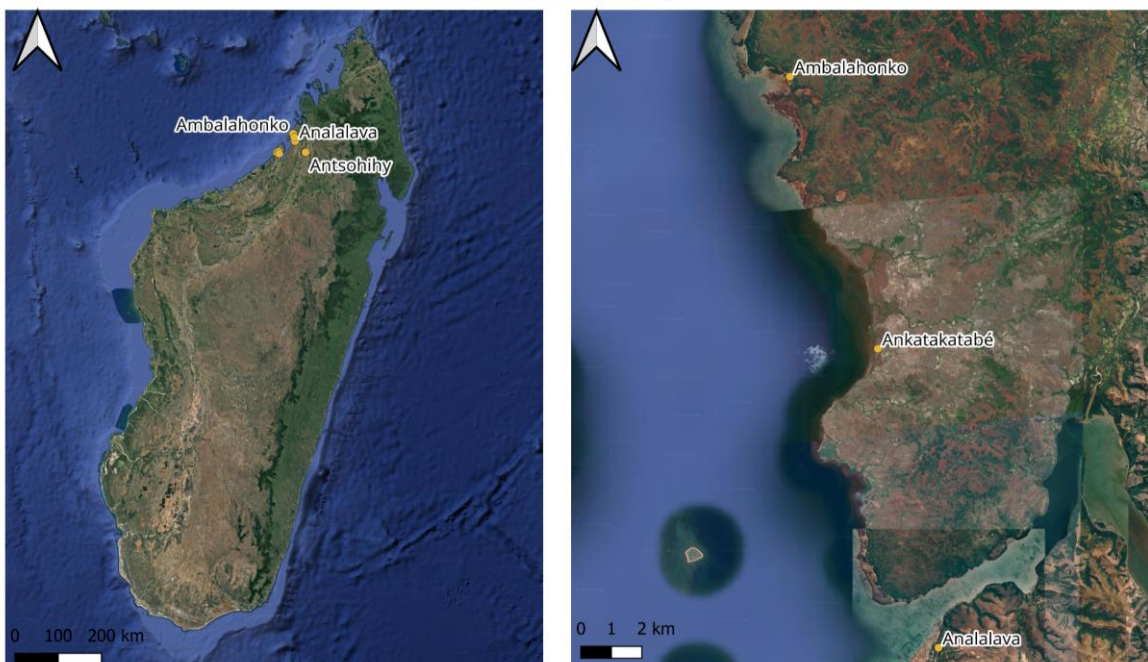 Ambalahonko
Analalava
Antsohihy
0 100 200 km
Ambalahonko
Ankatakatabé
Analalava
0 1 2 km